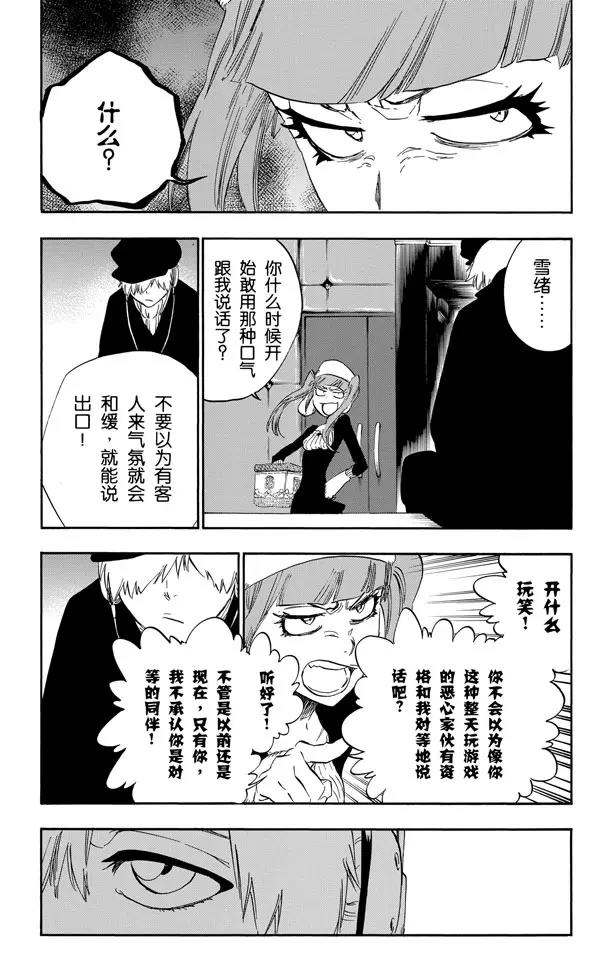 什么？
雪绪……
你什么时候开
始敢用那种口气
跟我说话了？
不要以为有客
人来气氛就会
和缓，就能说
出口！
开什么
玩笑！
你不会以为像你
这种整天玩游戏
的恶心家伙有资
格和我对等地说
话吧？
听好了！
不管是以前还是
现在，只有你，
我不承认你是对
等的同伴！